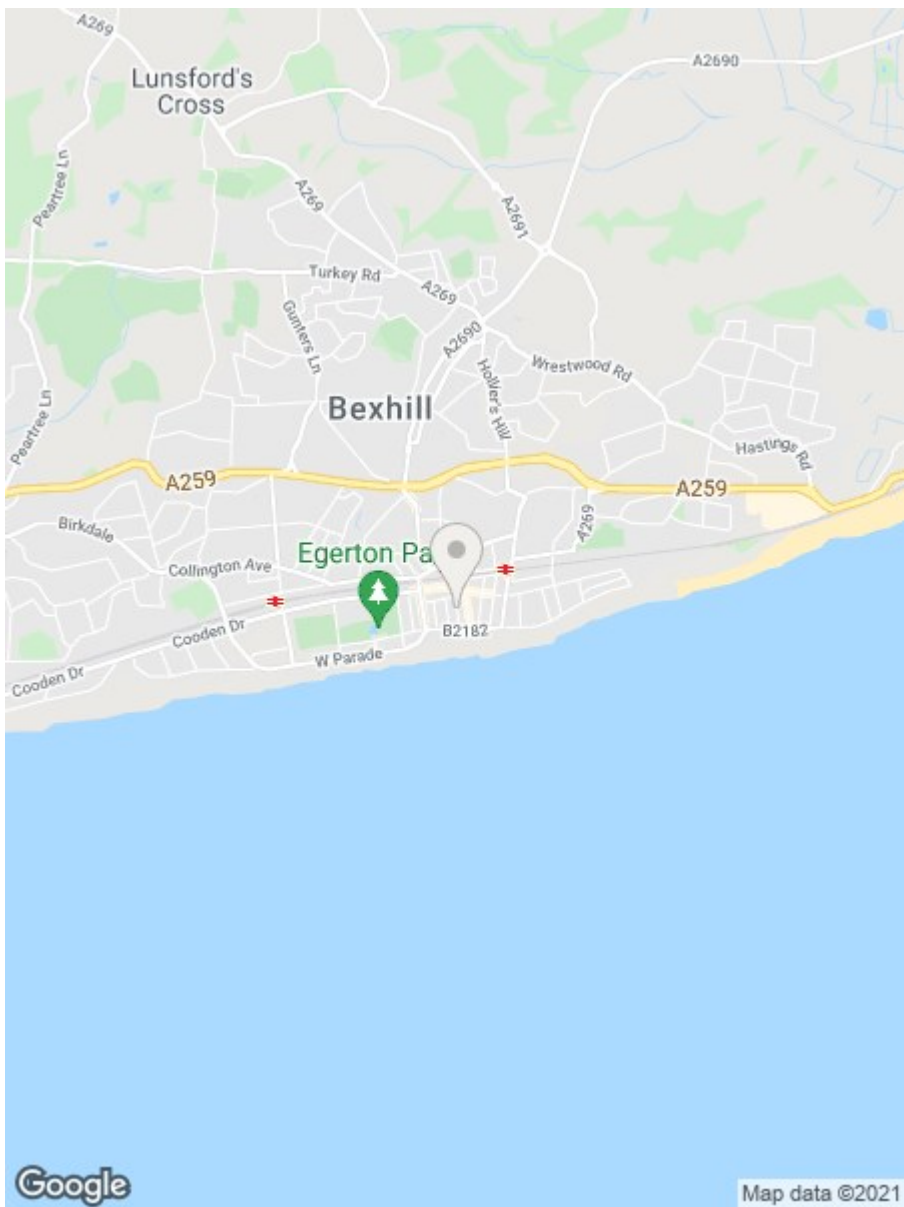 A269
A2690
Lunsford's
Cross
Peartree Ln
A269
A2691
Turkey Rd
A269
Gunters Ln
A2690
Wrestwood Rd
Holliers Hill
Bexhill
Peartree Ln
Hastings Rd
A259
A259
Birkdale
A269
Egerton Pa
Collington Ave
Cooden Dr
B2182
W Parade
Cooden Dr
Google
Map data ©2021